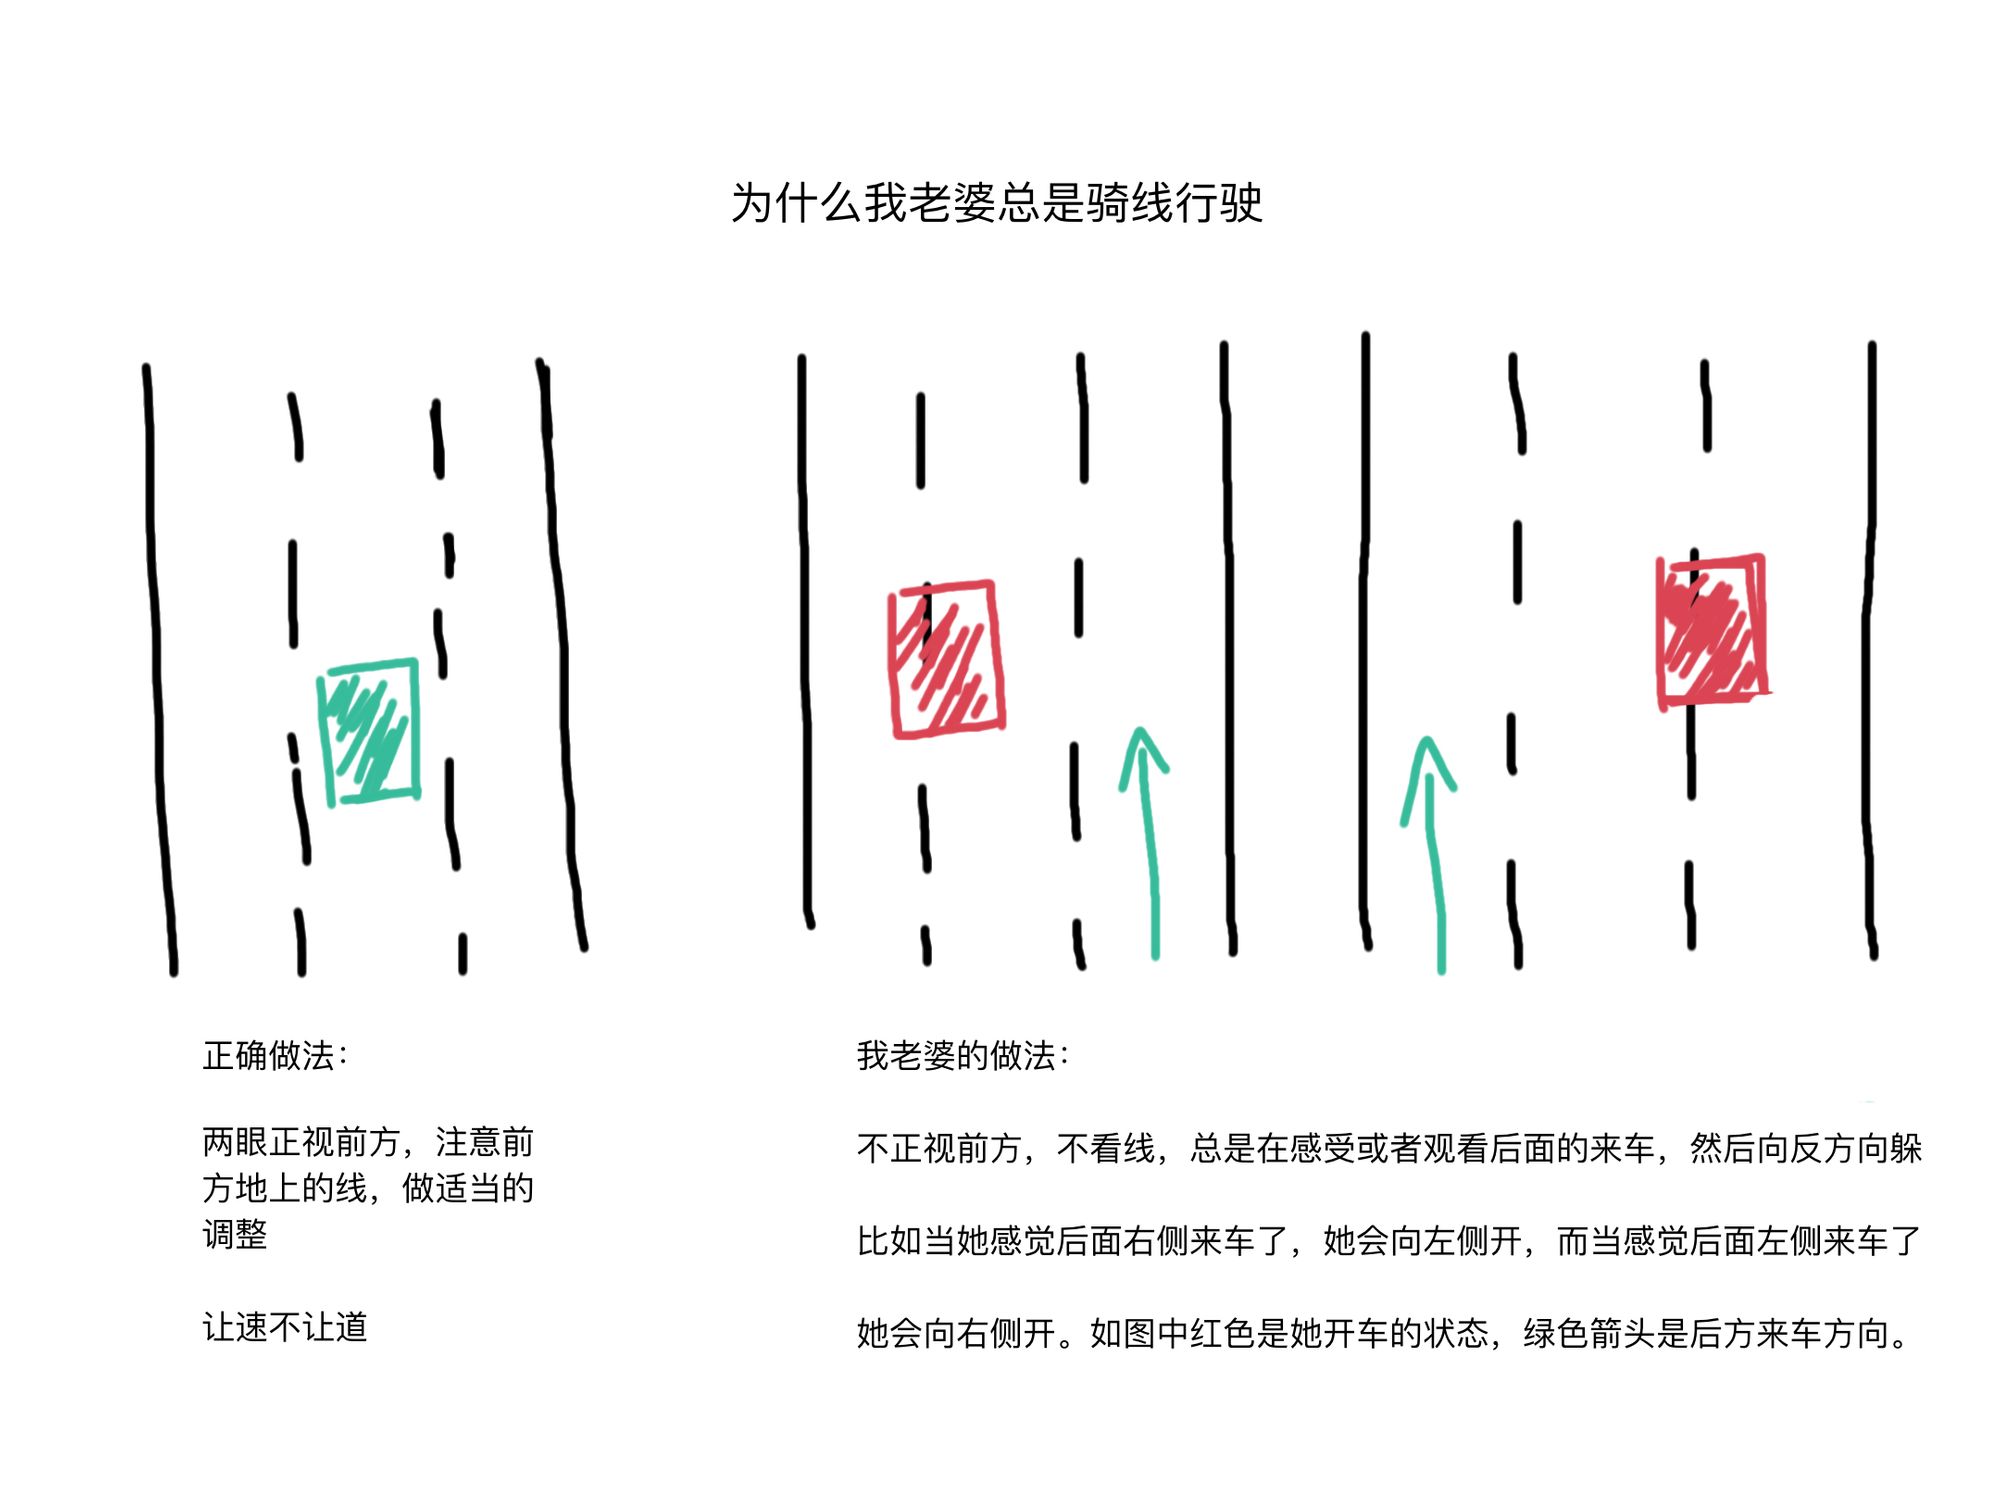 为什么我老婆总是骑线行驶
正确做法：
两眼正视前方，注意前
方地上的线，做适当的
调整
让速不让道
我老婆的做法：
不正视前方，不看线，总是在感受或者观看后面的来车，然后向反方向躲
比如当她感觉后面右侧来车了，她会向左侧开，而当感觉后面左侧来车了
她会向右侧开。如图中红色是她开车的状态，绿色箭头是后方来车方向。